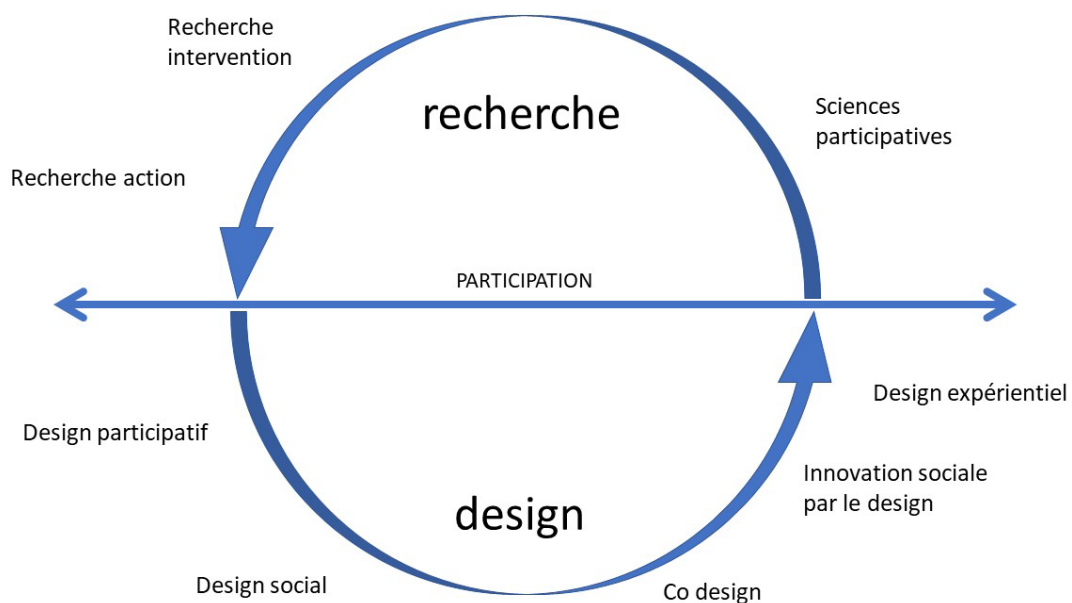 Recherche
intervention
recherche
Sciences
participatives
Recherche action
PARTICIPATION
Design expérientiel
Design participatif
Innovation sociale
par le design
design
Design social
Co design